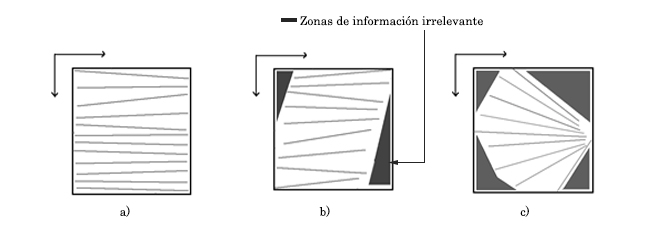 Zonas de información irrelevante
a)
b)
c)